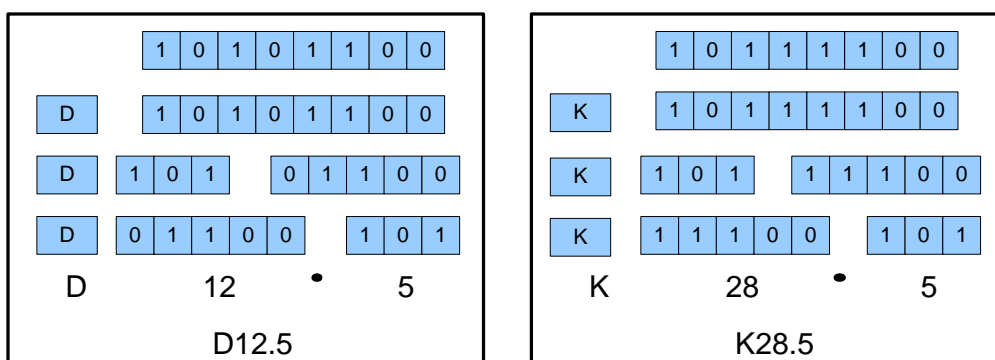 1 0 1 0 1 1 0 0
D 1 0 1 0 1 1 0 0
D 1 0 1 0 1 1 0 0
D 0 1 1 0 0 1 0 1
D 12 • 5
D12.5
1 0 1 1 1 1 0 0
K 1 0 1 1 1 1 0 0
K 1 0 1 1 1 1 0 0
K 1 1 1 0 0 1 0 1
K 28 • 5
K28.5